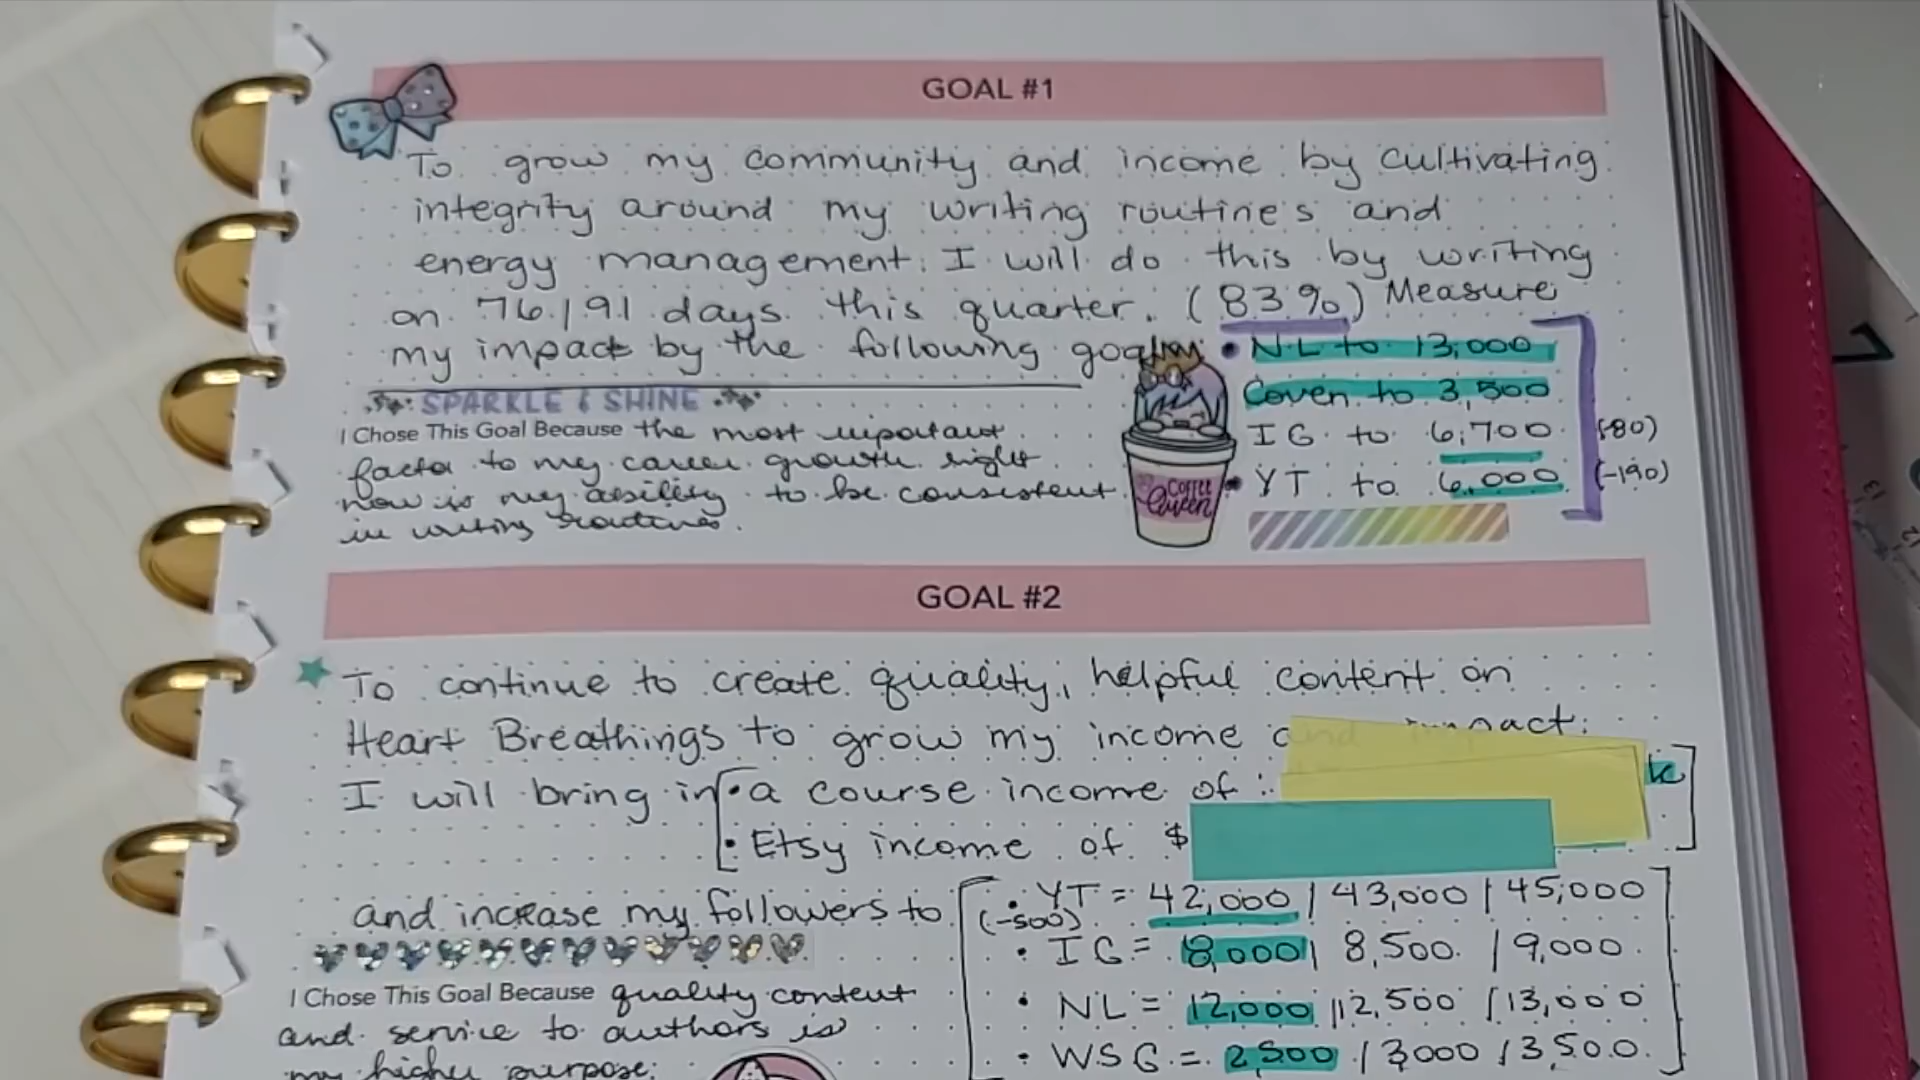 GOAL #1
To grow my community and income by cultivating
integrity around my writing routines and
energy management. I will do this by writing
on 76/91 days this quarter. (83%) Measure
my impact by the following
• NL to 13,000
Coven to 3,500
IG to 6,700 (-80)
• YT to 6,000 (-190)
SPARKLE & SHINE
I Chose This Goal Because the most important
factor to my career growth right
now is my ability to be consistent
in writing routines.
COFFEE
Queen
GOAL #2
To continue to create quality, helpful content on
Heart Breathings to grow my income and impact.
I will bring in • a course income of : k
• Etsy income of $
and increase my followers to
• YT = 42,000 / 43,000 / 45,000
(-500)
• IG = 8,000 / 8,500 / 9,000
• NL = 12,000 / 12,500 / 13,000
• WSG = 2,500 / 3000 / 3,500
I Chose This Goal Because quality content
and service to authors is
my higher purpose.